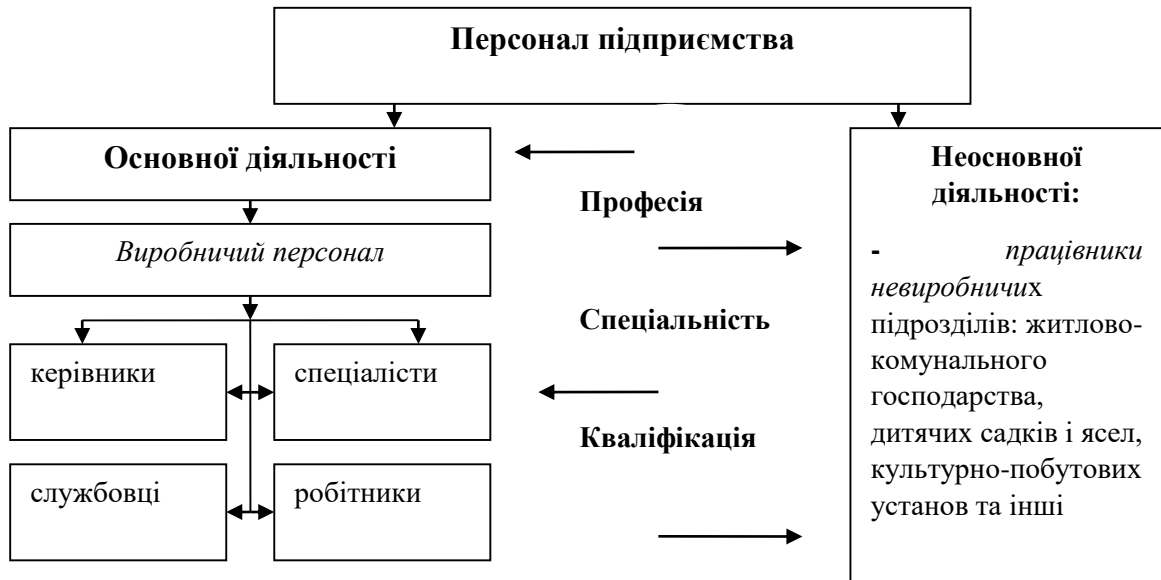 Персонал підприємства
Основної діяльності
Виробничий персонал
керівники
спеціалісти
службовці
робітники
Професія
Спеціальність
Кваліфікація
Неосновної
діяльності:
- працівники
невиробничих
підрозділів: житлово-
комунального
господарства,
дитячих садків і ясел,
культурно-побутових
установ та інші